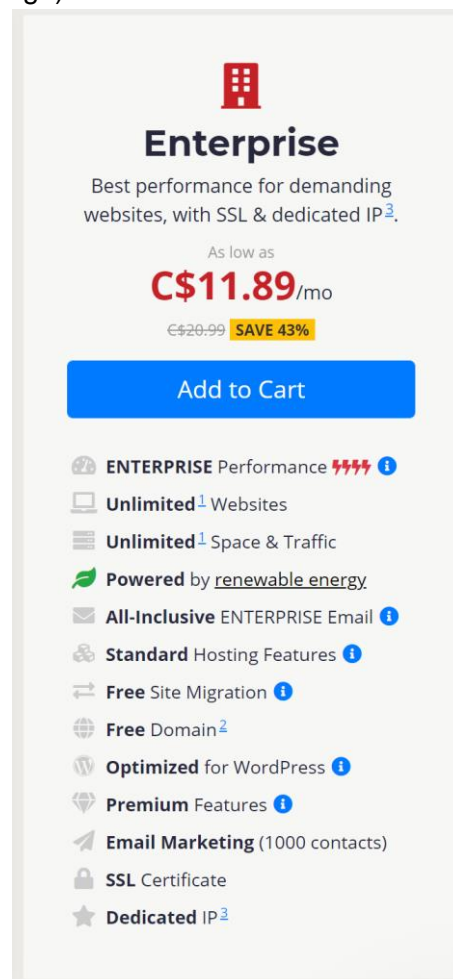 Enterprise
Best performance for demanding
websites, with SSL & dedicated IP3.
As low as
C$11.89/mo
C$20.99 SAVE 43%
Add to Cart
ENTERPRISE Performance
Unlimited1 Websites
Unlimited1 Space & Traffic
Powered by renewable energy
All-Inclusive ENTERPRISE Email
Standard Hosting Features
Free Site Migration
Free Domain2
Optimized for WordPress
Premium Features
Email Marketing (1000 contacts)
SSL Certificate
Dedicated IP3